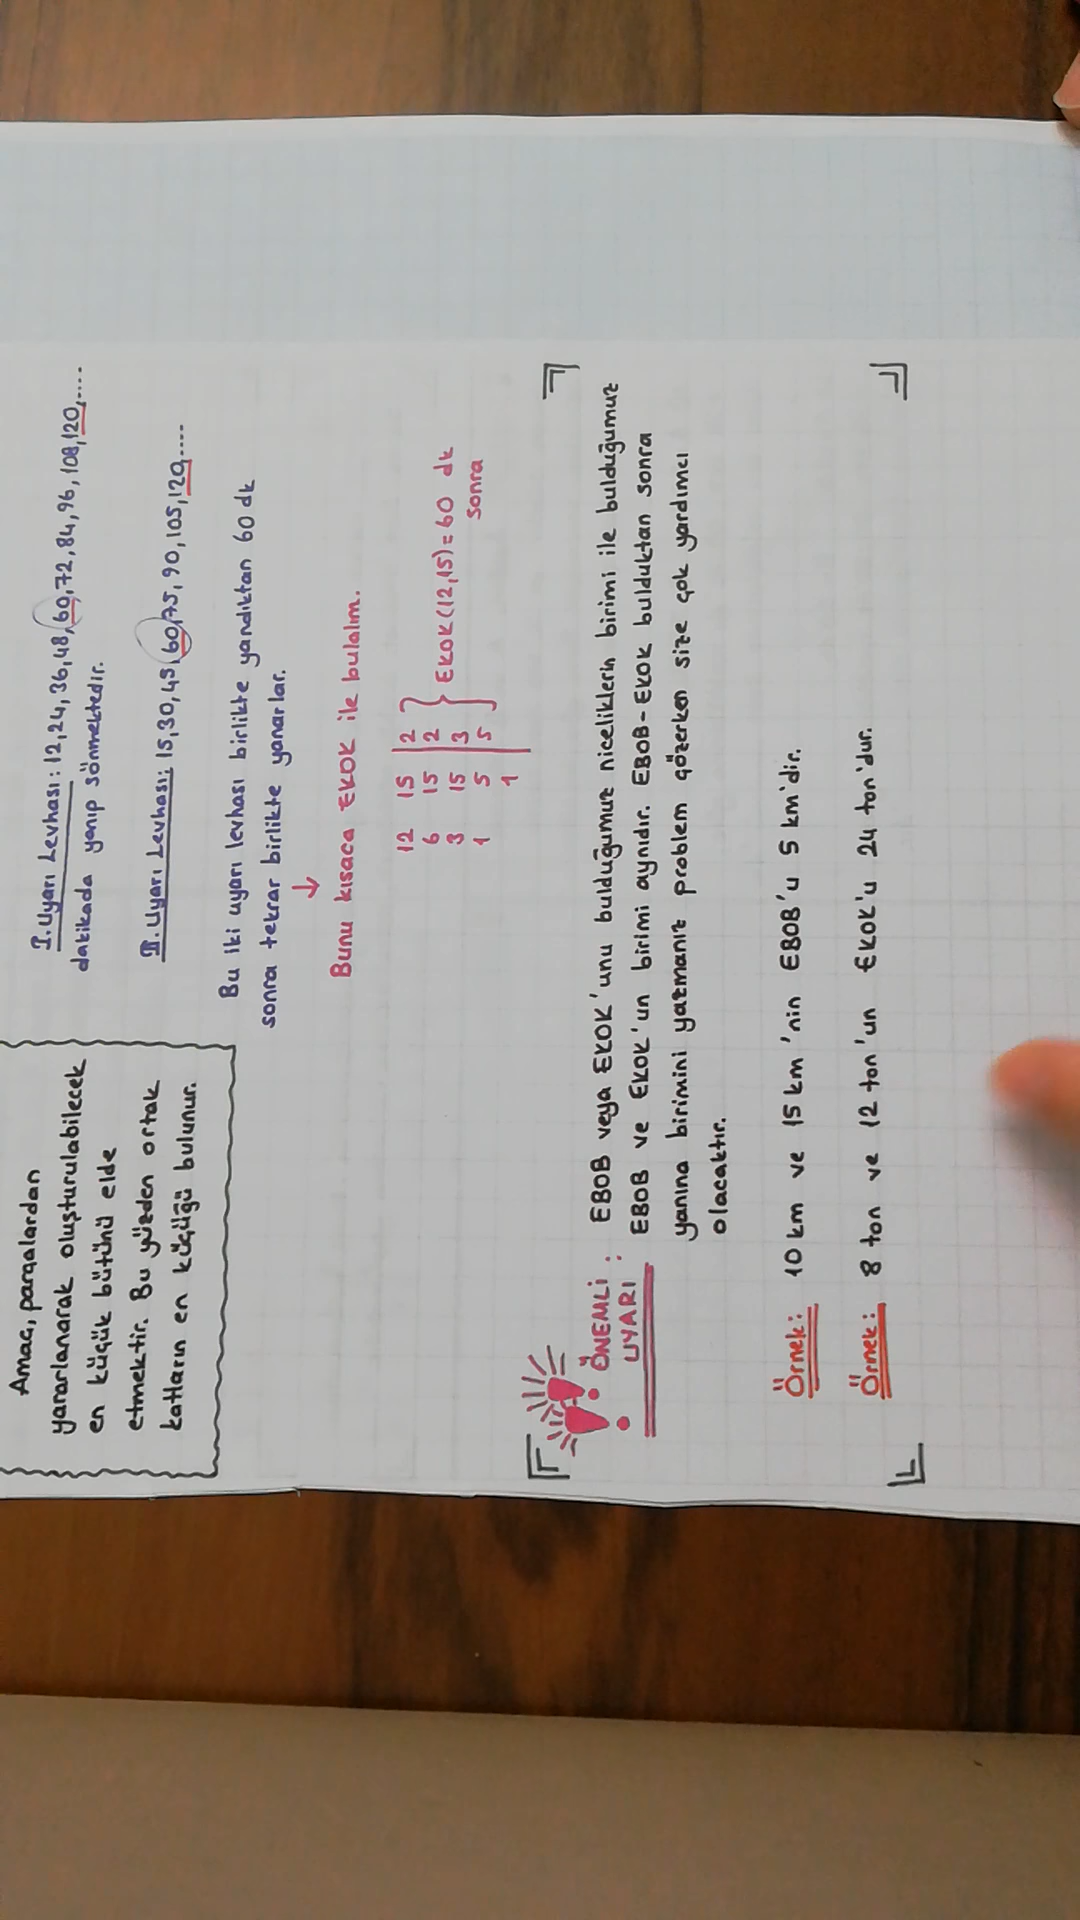 Amaç, parçalardan
yararlanarak oluşturulabilecek
en küçük bütünü elde
etmektir. Bu yüzden ortak
katların en küçüğü bulunur.
I. Uyarı Levhası: 12, 24, 36, 48, 60, 72, 84, 96, 108, 120, ....
dakikada yanıp sönmektedir.
II. Uyarı Levhası: 15, 30, 45, 60, 75, 90, 105, 120, ....
Bu iki uyarı levhası birlikte yandıktan 60 dk
sonra tekrar birlikte yanarlar.
↓
Bunu kısaca EKOK ile bulalım.
12 15 | 2
6 15 | 2
3 15 | 3
1 5 | 5
1
} EKOK(12,15) = 60 dk
sonra
ÖNEMLİ
UYARI :
EBOB veya EKOK'unu bulduğumuz niceliklerin birimi ile bulduğumuz
EBOB ve EKOK'un birimi aynıdır. EBOB-EKOK bulduktan sonra
yanına birimini yazmanız problem çözerken size çok yardımcı
olacaktır.
Örnek: 10 km ve 15 km'nin EBOB'u 5 km'dir.
Örnek: 8 ton ve 12 ton'un EKOK'u 24 ton'dur.